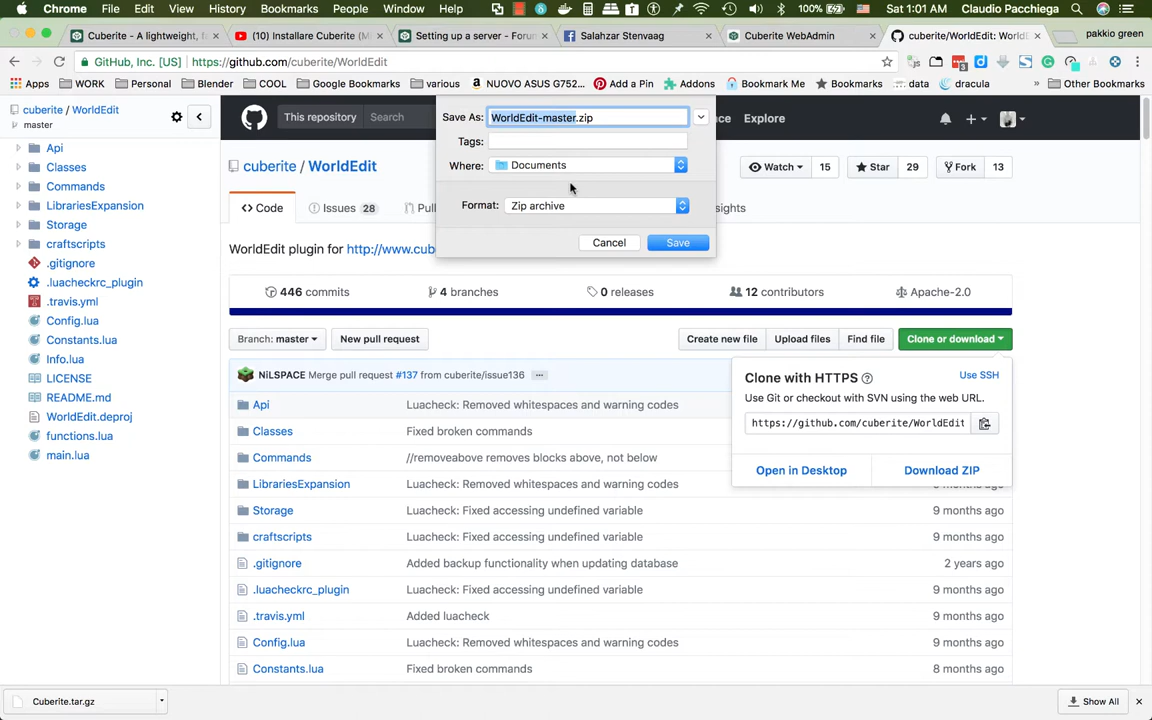 Chrome File Edit View History Bookmarks People Window Help 100% Sat 1:01 AM Claudio Pacchiega
Cuberite - A lightweight, fa × (10) Installare Cuberite (M × Setting up a server - Forum × Salahzar Stenvaag × Cuberite WebAdmin × cuberite/WorldEdit: WorldE × pakkio green
GitHub, Inc. [US] https://github.com/cuberite/WorldEdit
Apps WORK Personal Blender COOL Google Bookmarks various NUOVO ASUS G752... Add a Pin Addons Bookmark Me Bookmarks data dracula » Other Bookmarks
cuberite / WorldEdit
master
Api
Classes
Commands
LibrariesExpansion
Storage
craftscripts
.gitignore
.luacheckrc_plugin
.travis.yml
Config.lua
Constants.lua
Info.lua
LICENSE
README.md
WorldEdit.deproj
functions.lua
main.lua
This repository Search Explore
Save As: WorldEdit-master.zip
Tags:
Where: Documents
Format: Zip archive
Cancel Save
cuberite / WorldEdit Watch 15 Star 29 Fork 13
<> Code Issues 28
WorldEdit plugin for http://www.cub
446 commits 4 branches 0 releases 12 contributors Apache-2.0
Branch: master New pull request Create new file Upload files Find file Clone or download
NiLSPACE Merge pull request #137 from cuberite/issue136 ...
Clone with HTTPS Use SSH
Use Git or checkout with SVN using the web URL.
https://github.com/cuberite/WorldEdit
Open in Desktop Download ZIP
Api Luacheck: Removed whitespaces and warning codes
Classes Fixed broken commands
Commands //removeabove removes blocks above, not below
LibrariesExpansion Luacheck: Removed whitespaces and warning codes 9 months ago
Storage Luacheck: Fixed accessing undefined variable 9 months ago
craftscripts Luacheck: Fixed accessing undefined variable 9 months ago
.gitignore Added backup functionality when updating database 2 years ago
.luacheckrc_plugin Luacheck: Fixed accessing undefined variable 9 months ago
.travis.yml Added luacheck 9 months ago
Config.lua Luacheck: Removed whitespaces and warning codes 9 months ago
Constants.lua Fixed broken commands 8 months ago
Cuberite.tar.gz Show All ×